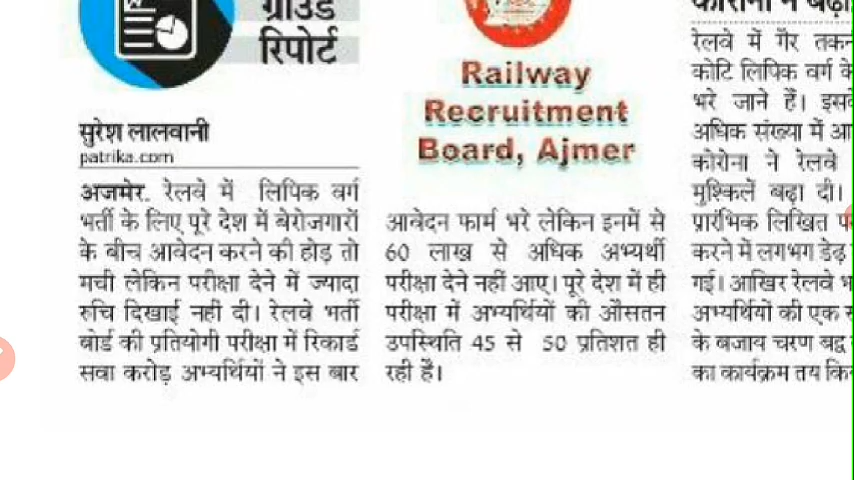 ग्राउंड
रिपोर्ट
सुरेश लालवानी
patrika.com
अजमेर. रेलवे में लिपिक वर्ग
भर्ती के लिए पूरे देश में बेरोजगारों
के बीच आवेदन करने की होड़ तो
मची लेकिन परीक्षा देने में ज्यादा
रुचि दिखाई नहीं दी। रेलवे भर्ती
बोर्ड की प्रतियोगी परीक्षा में रिकार्ड
सवा करोड़ अभ्यर्थियों ने इस बार
Railway
Recruitment
Board, Ajmer
आवेदन फार्म भरे लेकिन इनमें से
60 लाख से अधिक अभ्यर्थी
परीक्षा देने नहीं आए। पूरे देश में ही
परीक्षा में अभ्यर्थियों की औसतन
उपस्थिति 45 से 50 प्रतिशत ही
रही है।
कोरोना ने बढ़ा
रेलवे में गैर
कोटि लिपिक वर्ग
भरे जाने हैं।
अधिक संख्या में
कोरोना ने रेलवे
मुश्किलें बढ़ा दी।
प्रारंभिक लिखित
करने में लगभग डेढ़
गई। आखिर रेलवे
अभ्यर्थियों की एक
के बजाय चरण बद्ध
का कार्यक्रम तय